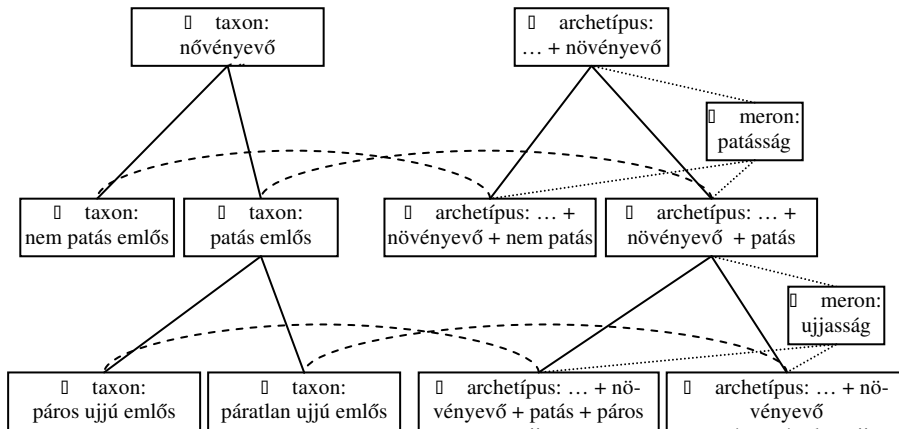 taxon:
nővényevő
archetípus:
… + növényevő
meron:
patásság
taxon:
nem patás emlős
taxon:
patás emlős
archetípus: … +
növényevő + nem patás
archetípus: … +
növényevő + patás
meron:
ujjasság
taxon:
páros ujjú emlős
taxon:
páratlan ujjú emlős
archetípus: … + nö-
vényevő + patás + páros
archetípus: … + nö-
vényevő